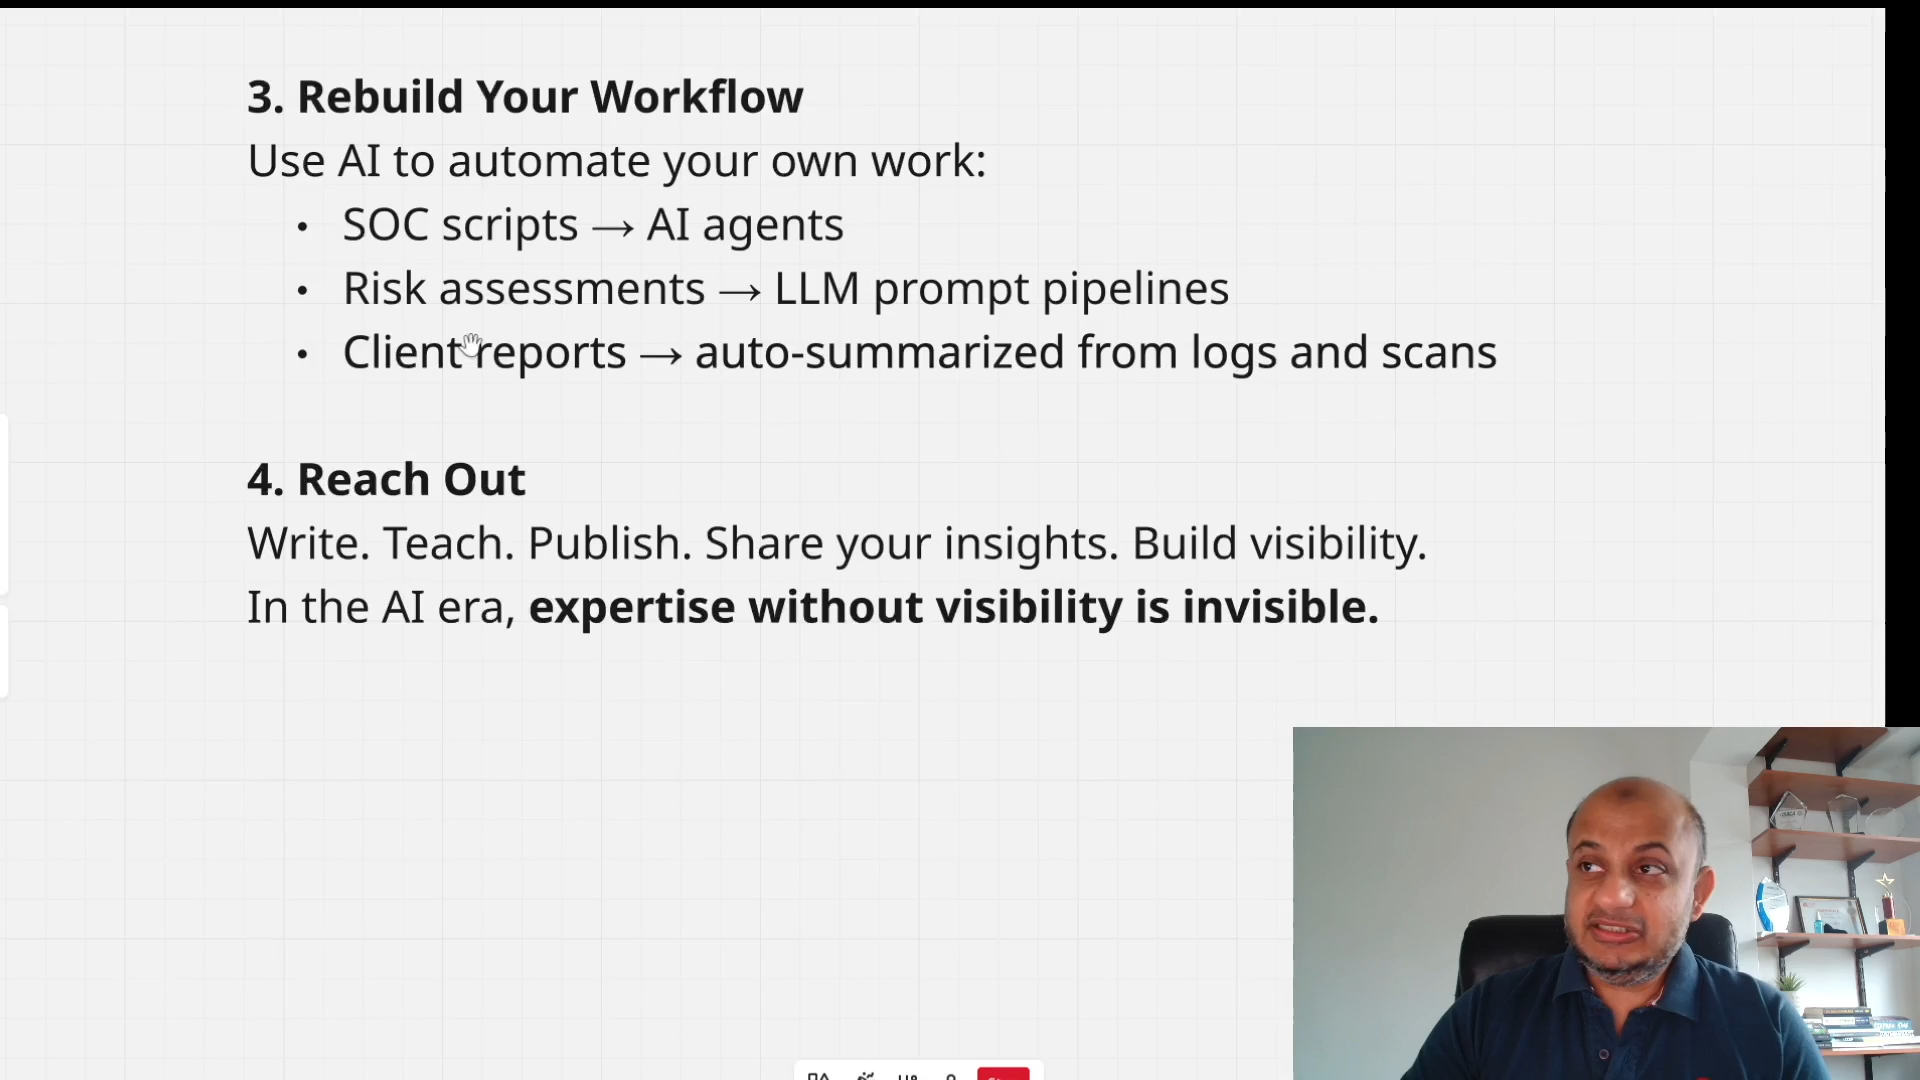 3. Rebuild Your Workflow
Use AI to automate your own work:
• SOC scripts → AI agents
• Risk assessments → LLM prompt pipelines
• Client reports → auto-summarized from logs and scans
4. Reach Out
Write. Teach. Publish. Share your insights. Build visibility.
In the AI era, expertise without visibility is invisible.